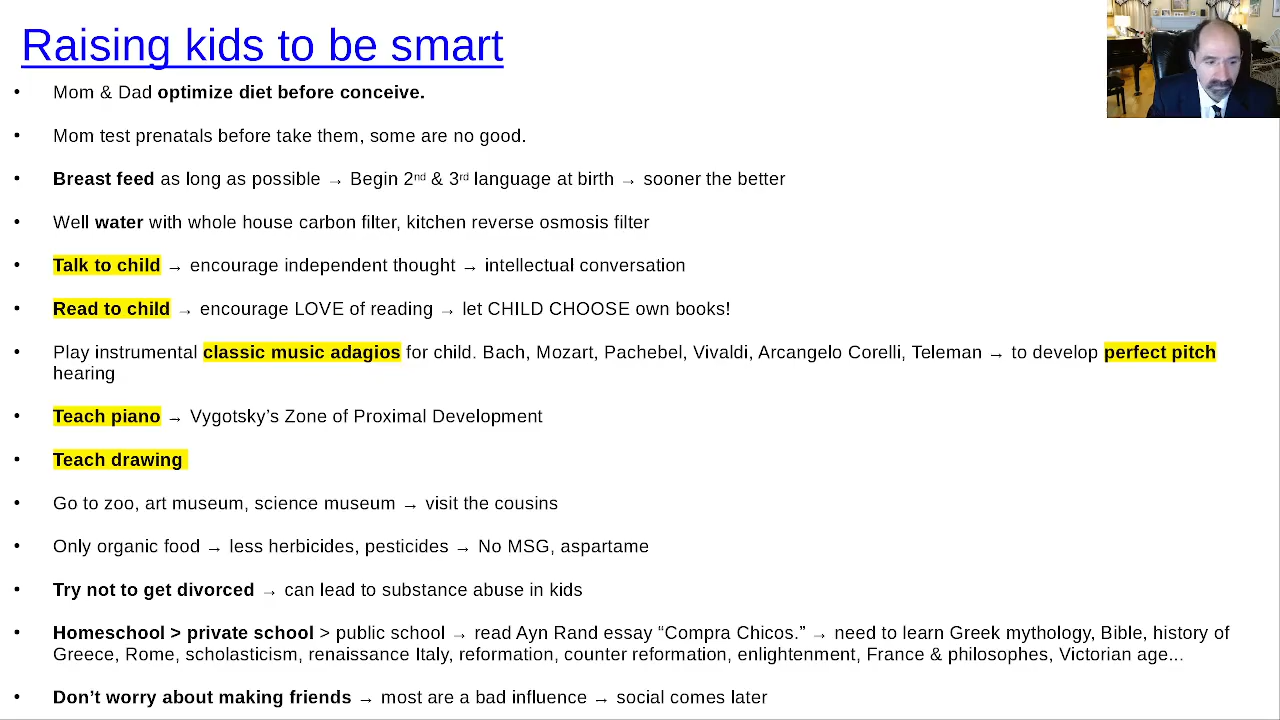 Raising kids to be smart
• Mom & Dad optimize diet before conceive.
• Mom test prenatals before take them, some are no good.
• Breast feed as long as possible → Begin 2nd & 3rd language at birth → sooner the better
• Well water with whole house carbon filter, kitchen reverse osmosis filter
• Talk to child → encourage independent thought → intellectual conversation
• Read to child → encourage LOVE of reading → let CHILD CHOOSE own books!
• Play instrumental classic music adagios for child. Bach, Mozart, Pachebel, Vivaldi, Arcangelo Corelli, Teleman → to develop perfect pitch
hearing
• Teach piano → Vygotsky’s Zone of Proximal Development
• Teach drawing
• Go to zoo, art museum, science museum → visit the cousins
• Only organic food → less herbicides, pesticides → No MSG, aspartame
• Try not to get divorced → can lead to substance abuse in kids
• Homeschool > private school > public school → read Ayn Rand essay “Compra Chicos.” → need to learn Greek mythology, Bible, history of
Greece, Rome, scholasticism, renaissance Italy, reformation, counter reformation, enlightenment, France & philosophes, Victorian age...
• Don’t worry about making friends → most are a bad influence → social comes later